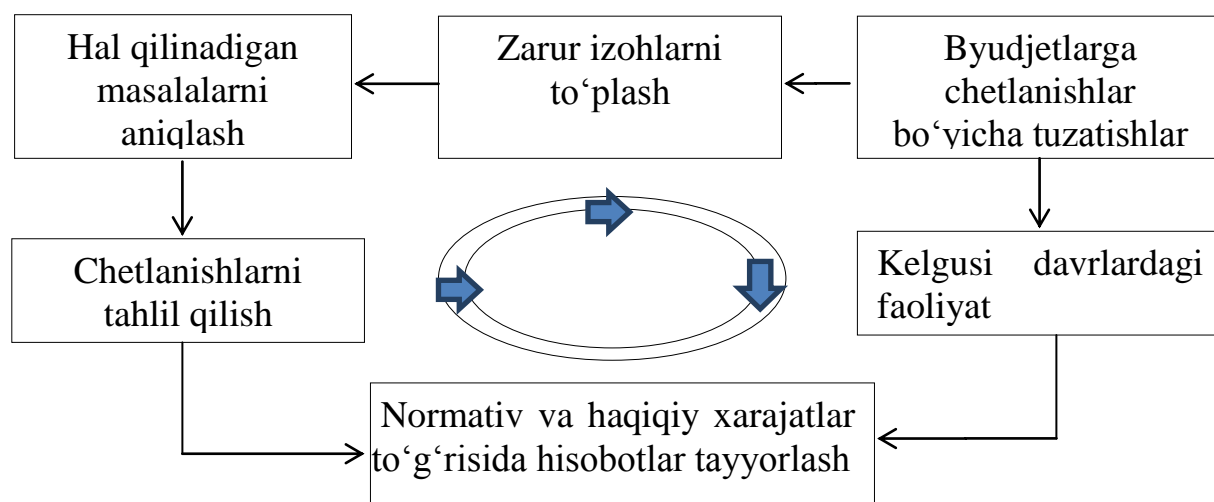 Hal qilinadigan
masalalarni
aniqlash
Zarur izohlarni
to‘plash
Byudjetlarga
chetlanishlar
bo‘yicha tuzatishlar
Chetlanishlarni
tahlil qilish
Kelgusi davrlardagi
faoliyat
Normativ va haqiqiy xarajatlar
to‘g‘risida hisobotlar tayyorlash